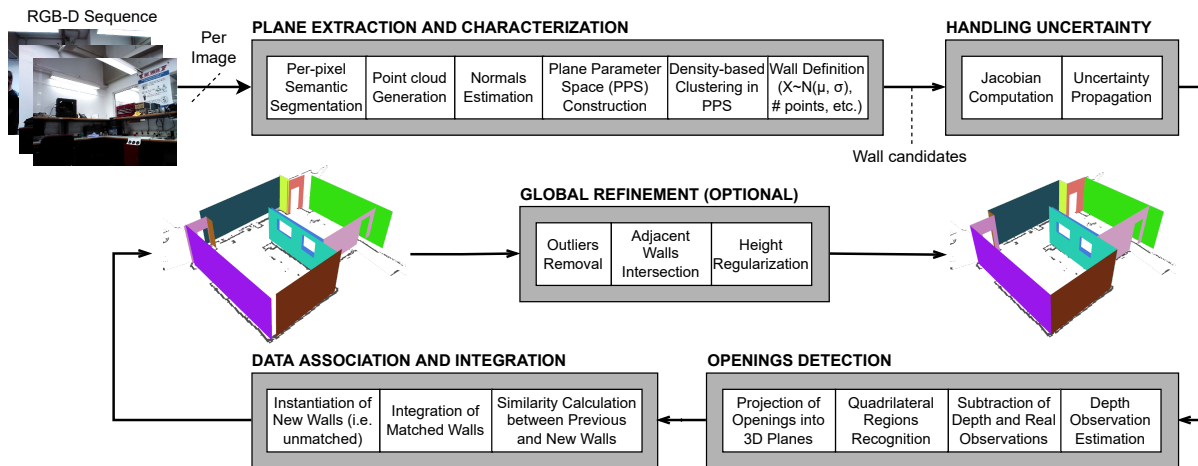 RGB-D Sequence
Per
Image
PLANE EXTRACTION AND CHARACTERIZATION
Per-pixel
Semantic
Segmentation
Point cloud
Generation
Normals
Estimation
Plane Parameter
Space (PPS)
Construction
Density-based
Clustering in
PPS
Wall Definition
(X~N(μ, σ),
# points, etc.)
Wall candidates
HANDLING UNCERTAINTY
Jacobian
Computation
Uncertainty
Propagation
GLOBAL REFINEMENT (OPTIONAL)
Outliers
Removal
Adjacent
Walls
Intersection
Height
Regularization
DATA ASSOCIATION AND INTEGRATION
Instantiation of
New Walls (i.e.
unmatched)
Integration of
Matched Walls
Similarity Calculation
between Previous
and New Walls
OPENINGS DETECTION
Projection of
Openings into
3D Planes
Quadrilateral
Regions
Recognition
Subtraction of
Depth and Real
Observations
Depth
Observation
Estimation